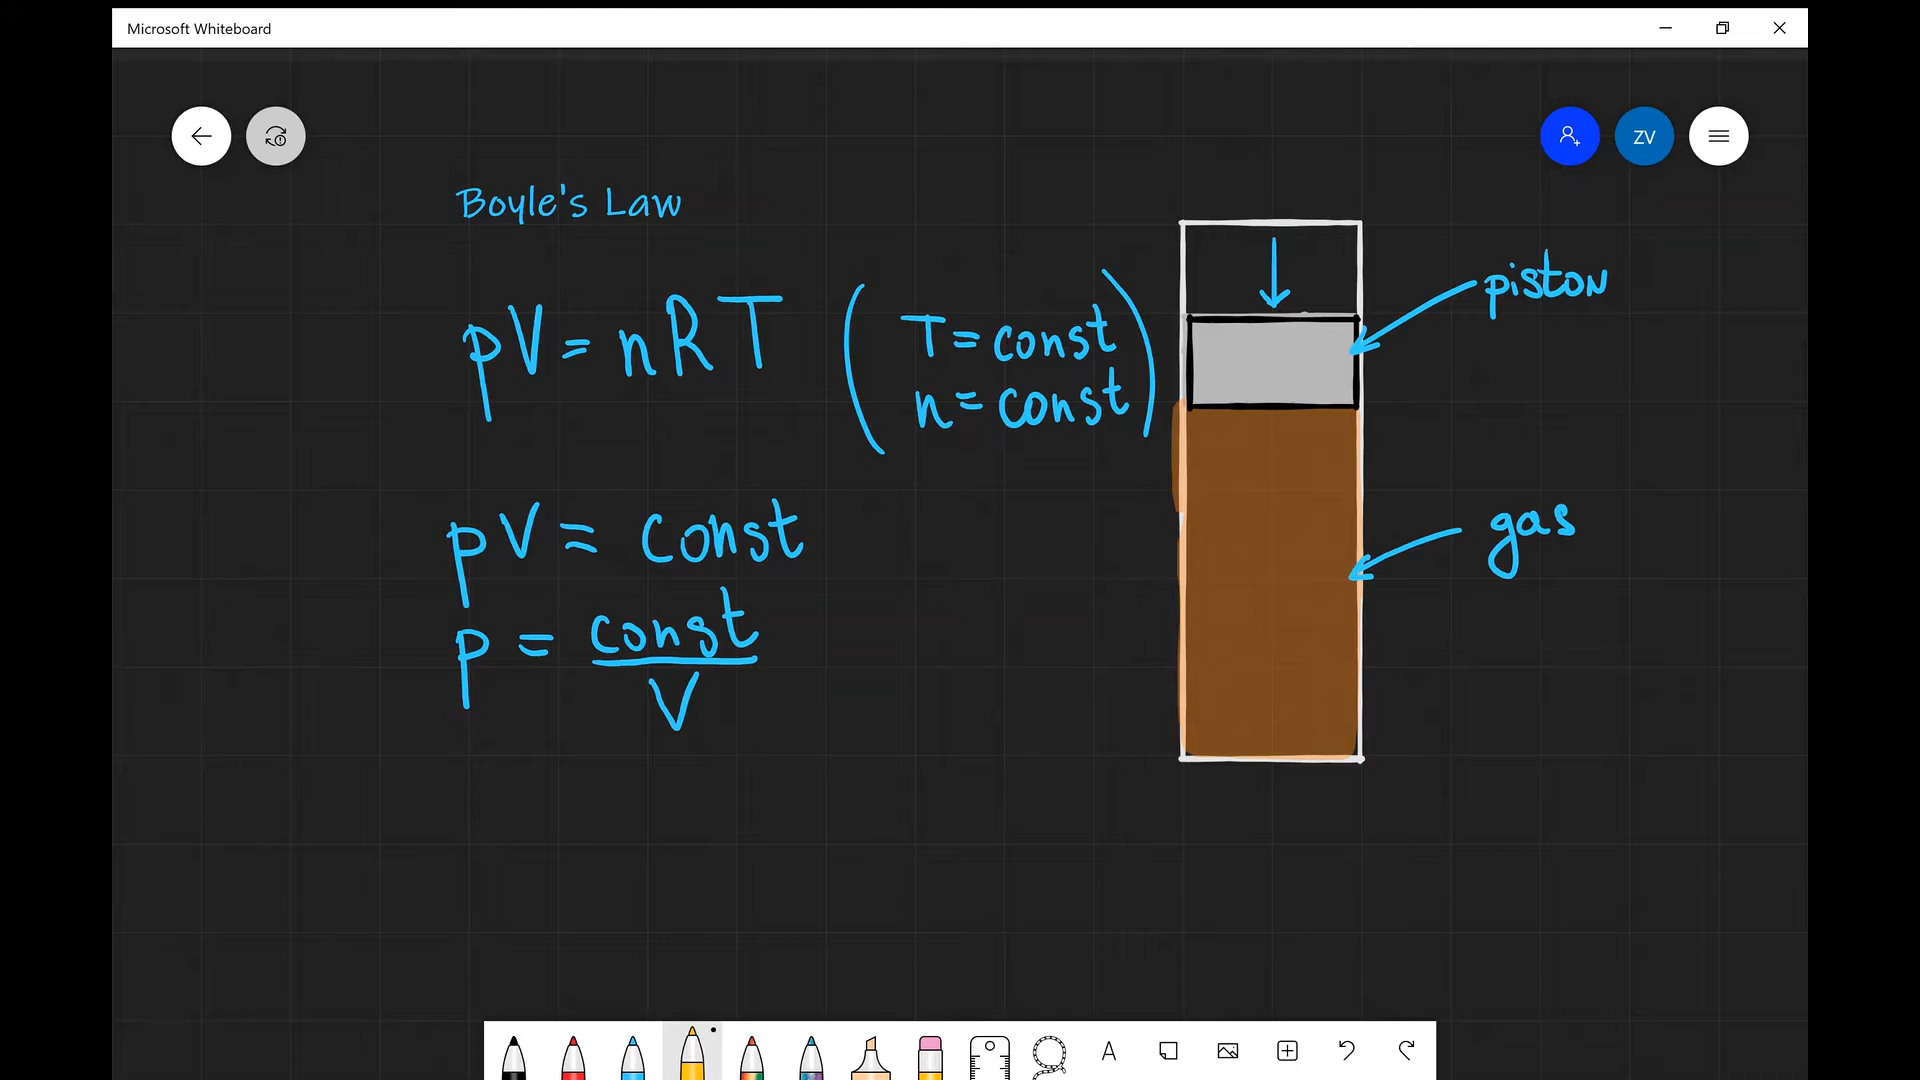 Microsoft Whiteboard
ZV
Boyle's Law
pV = nRT ( T = const
n = const )
piston
pV = const
gas
p = const
V
A